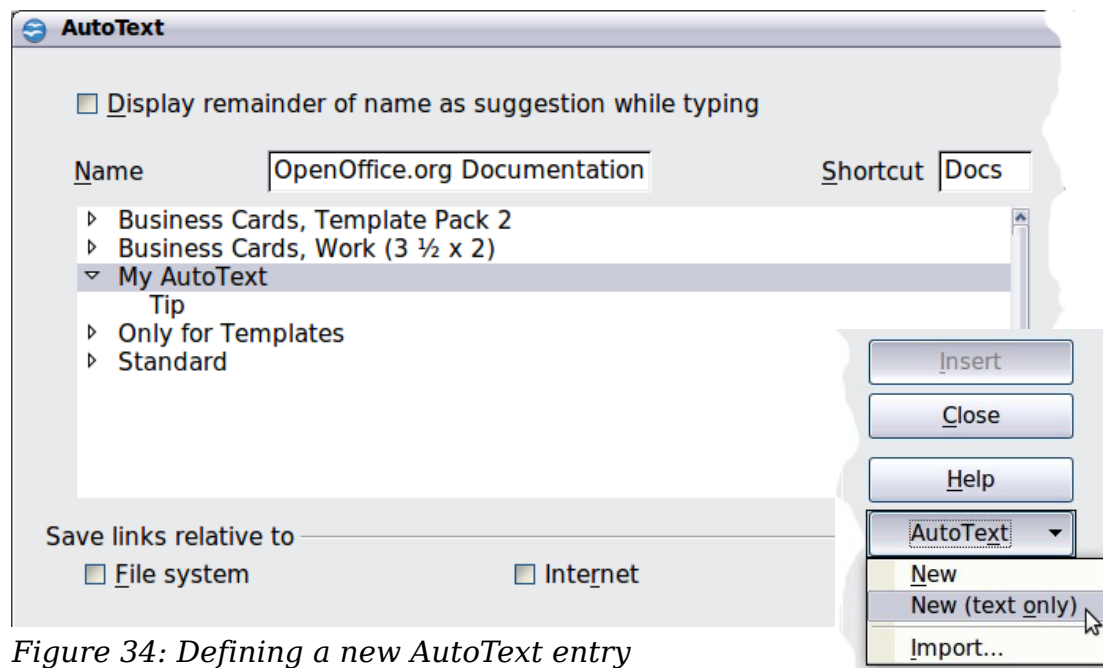 AutoText
Display remainder of name as suggestion while typing
Name OpenOffice.org Documentation Shortcut Docs
Business Cards, Template Pack 2
Business Cards, Work (3 ½ x 2)
My AutoText
Tip
Only for Templates
Standard
Insert
Close
Help
AutoText
Save links relative to
File system Internet
New
New (text only)
Import...
Figure 34: Defining a new AutoText entry